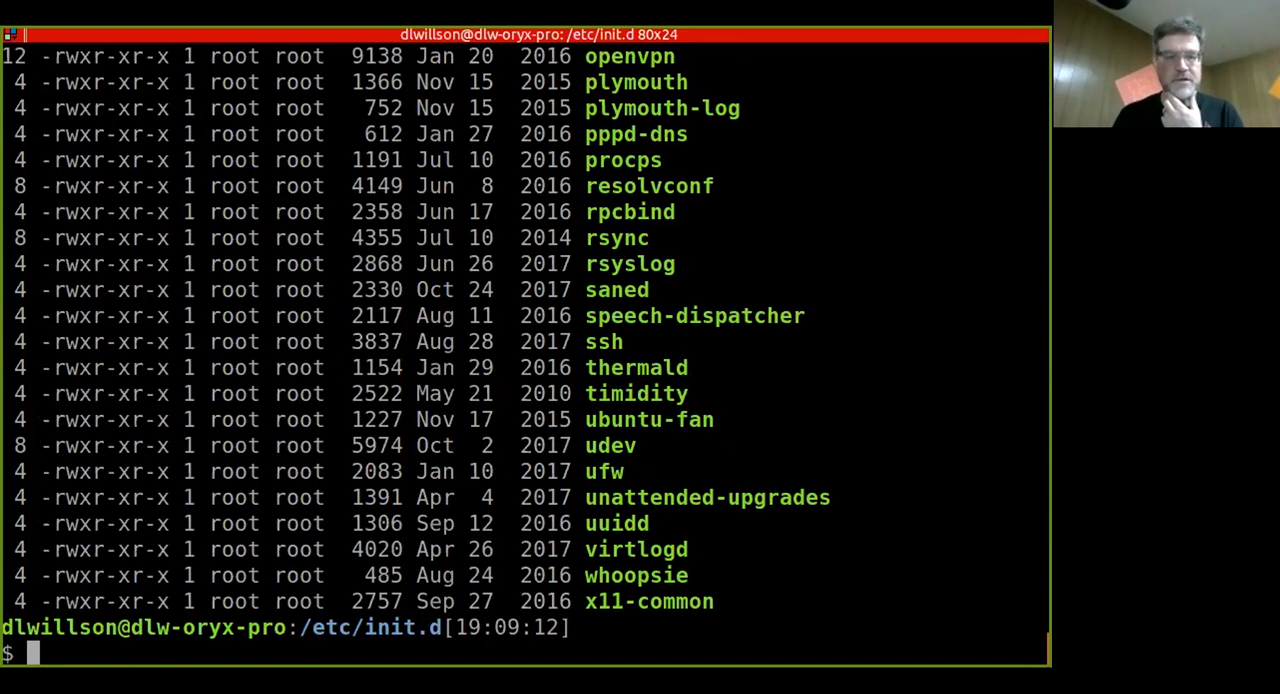 dlwillson@dlw-oryx-pro: /etc/init.d 80x24
12 -rwxr-xr-x 1 root root  9138 Jan 20  2016 openvpn
 4 -rwxr-xr-x 1 root root  1366 Nov 15  2015 plymouth
 4 -rwxr-xr-x 1 root root   752 Nov 15  2015 plymouth-log
 4 -rwxr-xr-x 1 root root   612 Jan 27  2016 pppd-dns
 4 -rwxr-xr-x 1 root root  1191 Jul 10  2016 procps
 8 -rwxr-xr-x 1 root root  4149 Jun  8  2016 resolvconf
 4 -rwxr-xr-x 1 root root  2358 Jun 17  2016 rpcbind
 8 -rwxr-xr-x 1 root root  4355 Jul 10  2014 rsync
 4 -rwxr-xr-x 1 root root  2868 Jun 26  2017 rsyslog
 4 -rwxr-xr-x 1 root root  2330 Oct 24  2017 saned
 4 -rwxr-xr-x 1 root root  2117 Aug 11  2016 speech-dispatcher
 4 -rwxr-xr-x 1 root root  3837 Aug 28  2017 ssh
 4 -rwxr-xr-x 1 root root  1154 Jan 29  2016 thermald
 4 -rwxr-xr-x 1 root root  2522 May 21  2010 timidity
 4 -rwxr-xr-x 1 root root  1227 Nov 17  2015 ubuntu-fan
 8 -rwxr-xr-x 1 root root  5974 Oct  2  2017 udev
 4 -rwxr-xr-x 1 root root  2083 Jan 10  2017 ufw
 4 -rwxr-xr-x 1 root root  1391 Apr  4  2017 unattended-upgrades
 4 -rwxr-xr-x 1 root root  1306 Sep 12  2016 uuidd
 4 -rwxr-xr-x 1 root root  4020 Apr 26  2017 virtlogd
 4 -rwxr-xr-x 1 root root   485 Aug 24  2016 whoopsie
 4 -rwxr-xr-x 1 root root  2757 Sep 27  2016 x11-common
dlwillson@dlw-oryx-pro:/etc/init.d[19:09:12]
$